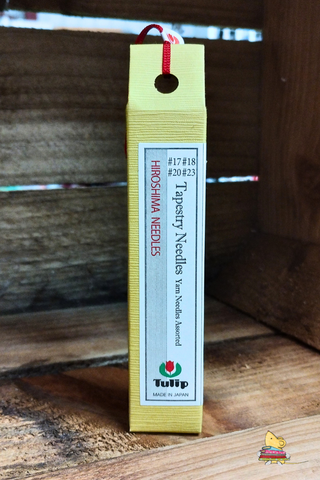 #17 #18
#20 #23
Tapestry Needles Yarn Needles Assorted
HIROSHIMA NEEDLES
Tulip
MADE IN JAPAN